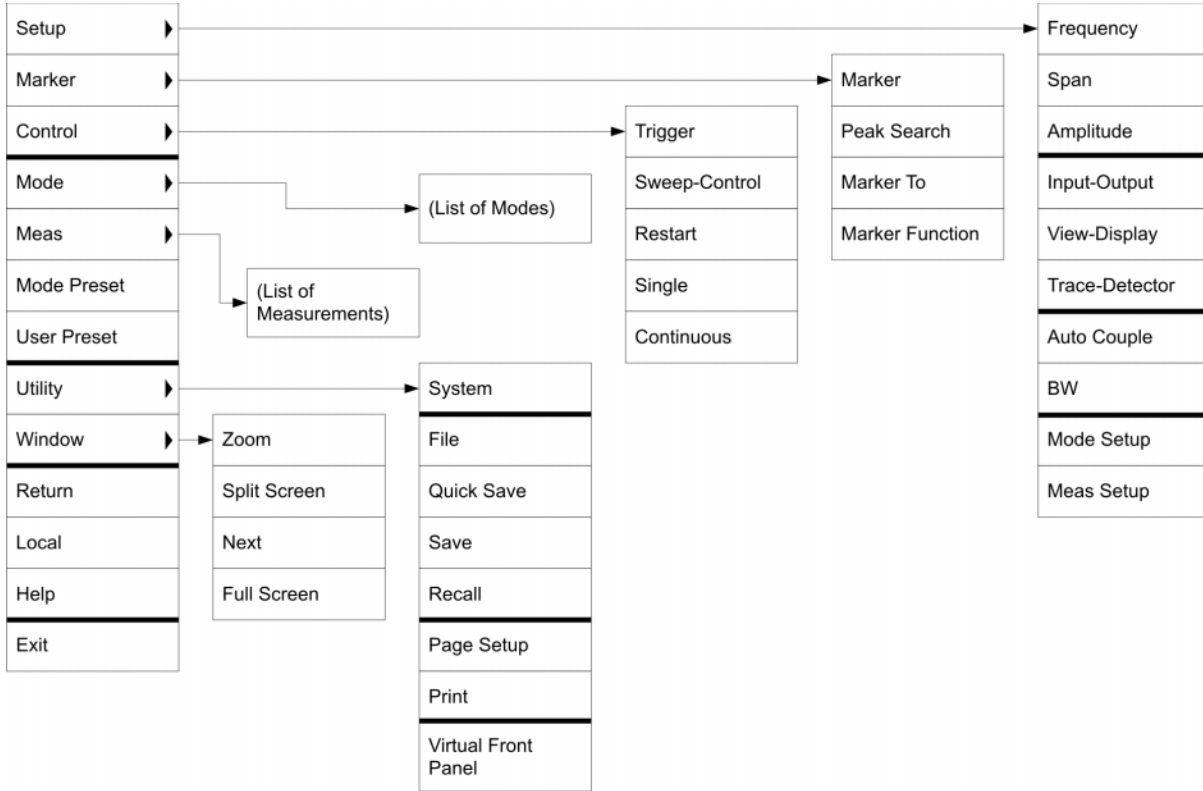 Setup
Marker
Control
Mode
Meas
Mode Preset
User Preset
Utility
Window
Return
Local
Help
Exit
Zoom
Split Screen
Next
Full Screen
(List of
Measurements)
(List of Modes)
System
File
Quick Save
Save
Recall
Page Setup
Print
Virtual Front
Panel
Trigger
Sweep-Control
Restart
Single
Continuous
Marker
Peak Search
Marker To
Marker Function
Frequency
Span
Amplitude
Input-Output
View-Display
Trace-Detector
Auto Couple
BW
Mode Setup
Meas Setup